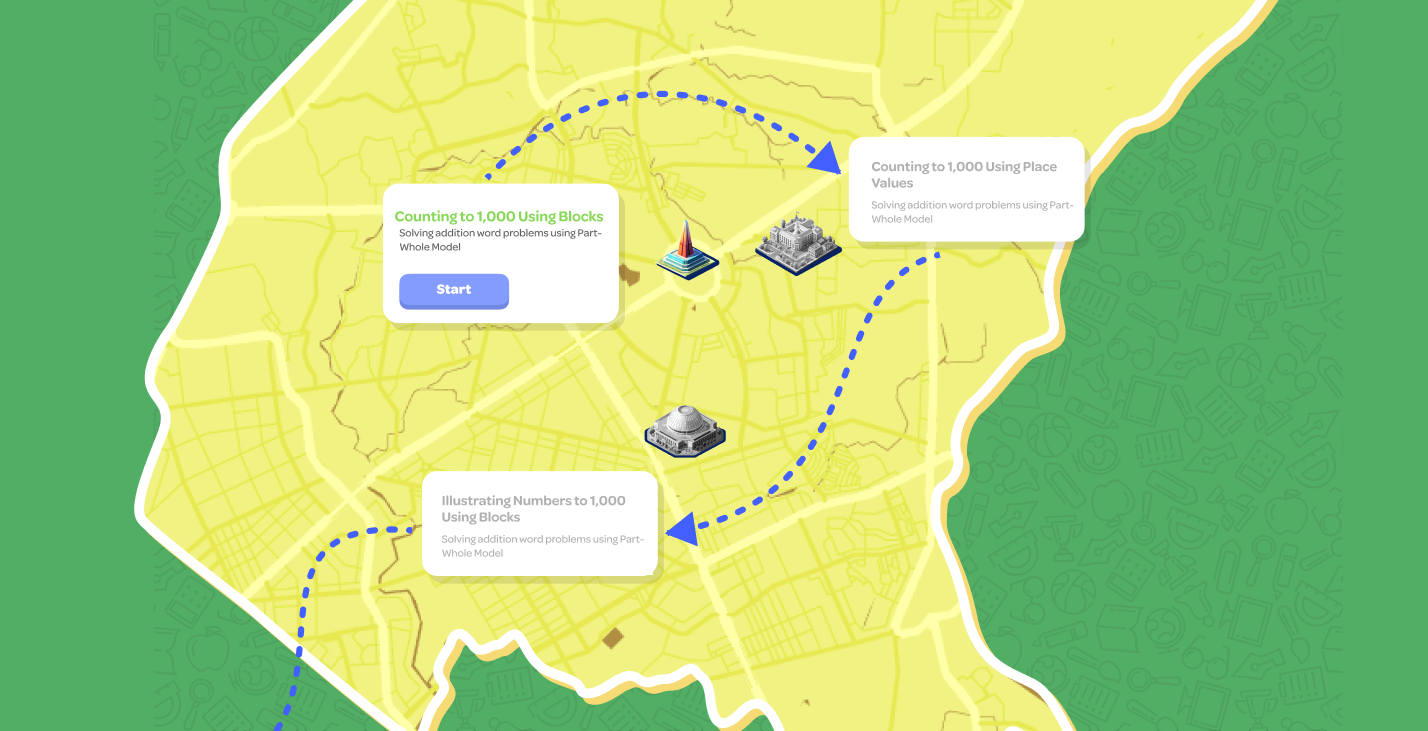 Counting to 1,000 Using Blocks
Solving addition word problems using Part-
Whole Model
Start
Counting to 1,000 Using Place
Values
Solving addition word problems using Part-
Whole Model
Illustrating Numbers to 1,000
Using Blocks
Solving addition word problems using Part-
Whole Model